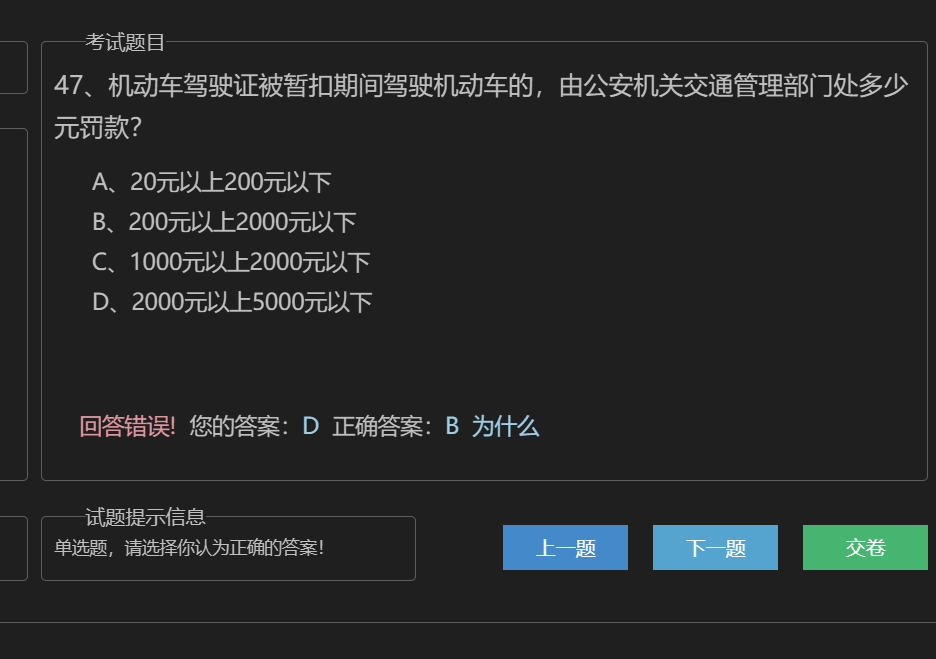 考试题目
47、机动车驾驶证被暂扣期间驾驶机动车的，由公安机关交通管理部门处多少
元罚款？
A、20元以上200元以下
B、200元以上2000元以下
C、1000元以上2000元以下
D、2000元以上5000元以下
回答错误! 您的答案：D 正确答案：B 为什么
试题提示信息
单选题，请选择你认为正确的答案！
上一题 下一题 交卷